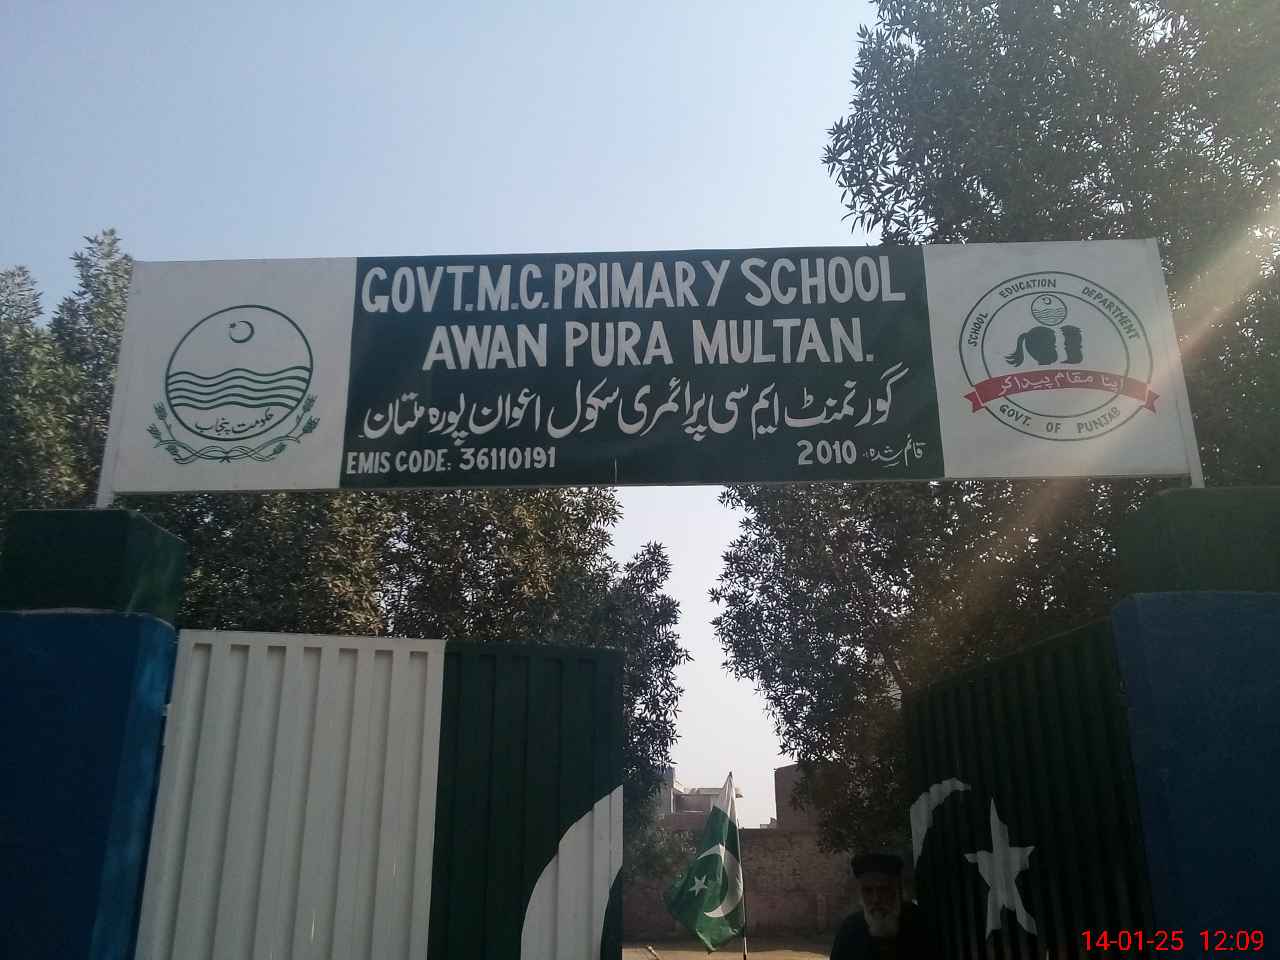 GOVT.M.C.PRIMARY SCHOOL
AWAN PURA MULTAN.
گورنمنٹ ایم سی پرائمری سکول اعوان پورہ ملتان
EMIS CODE: 36110191
2010 قائم شدہ
حکومت پنجاب
SCHOOL EDUCATION DEPARTMENT
اپنا مقام پیدا کر
GOVT. OF PUNJAB
14-01-25 12:09